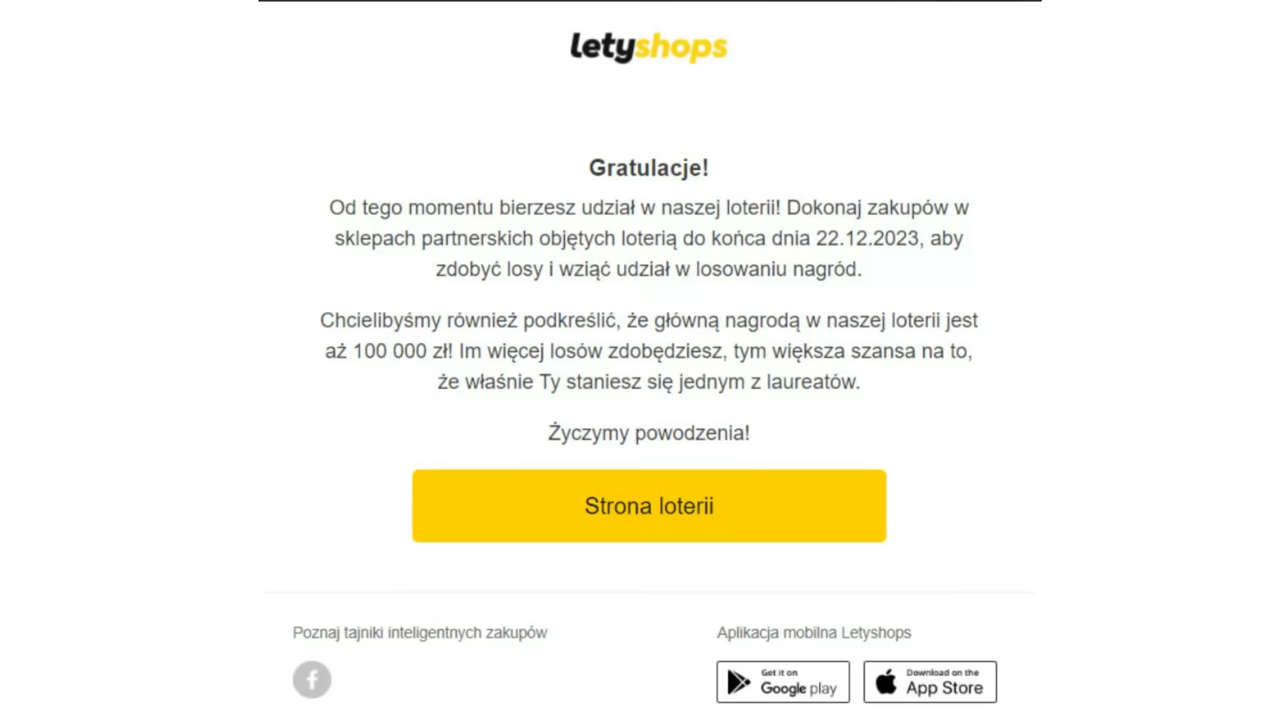 letyshops
Gratulacje!
Od tego momentu bierzesz udział w naszej loterii! Dokonaj zakupów w
sklepach partnerskich objętych loterią do końca dnia 22.12.2023, aby
zdobyć losy i wziąć udział w losowaniu nagród.
Chcielibyśmy również podkreślić, że główną nagrodą w naszej loterii jest
aż 100 000 zł! Im więcej losów zdobędziesz, tym większa szansa na to,
że właśnie Ty staniesz się jednym z laureatów.
Życzymy powodzenia!
Strona loterii
Poznaj tajniki inteligentnych zakupów
Aplikacja mobilna Letyshops
Get it on
Google play
Download on the
App Store